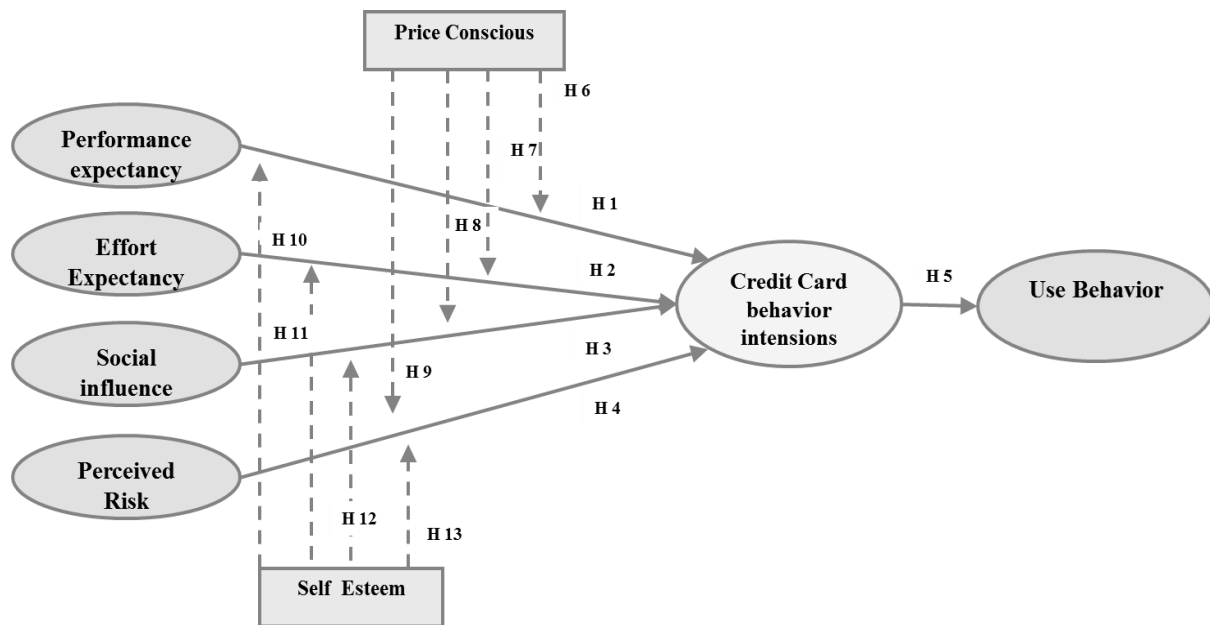 Price Conscious
H 6
Performance
expectancy
H 7
H 1
Effort
Expectancy
H 10
H 8
H 2
Credit Card
behavior
intensions
H 5
Use Behavior
Social
influence
H 11
H 3
H 9
H 4
Perceived
Risk
H 12
H 13
Self Esteem